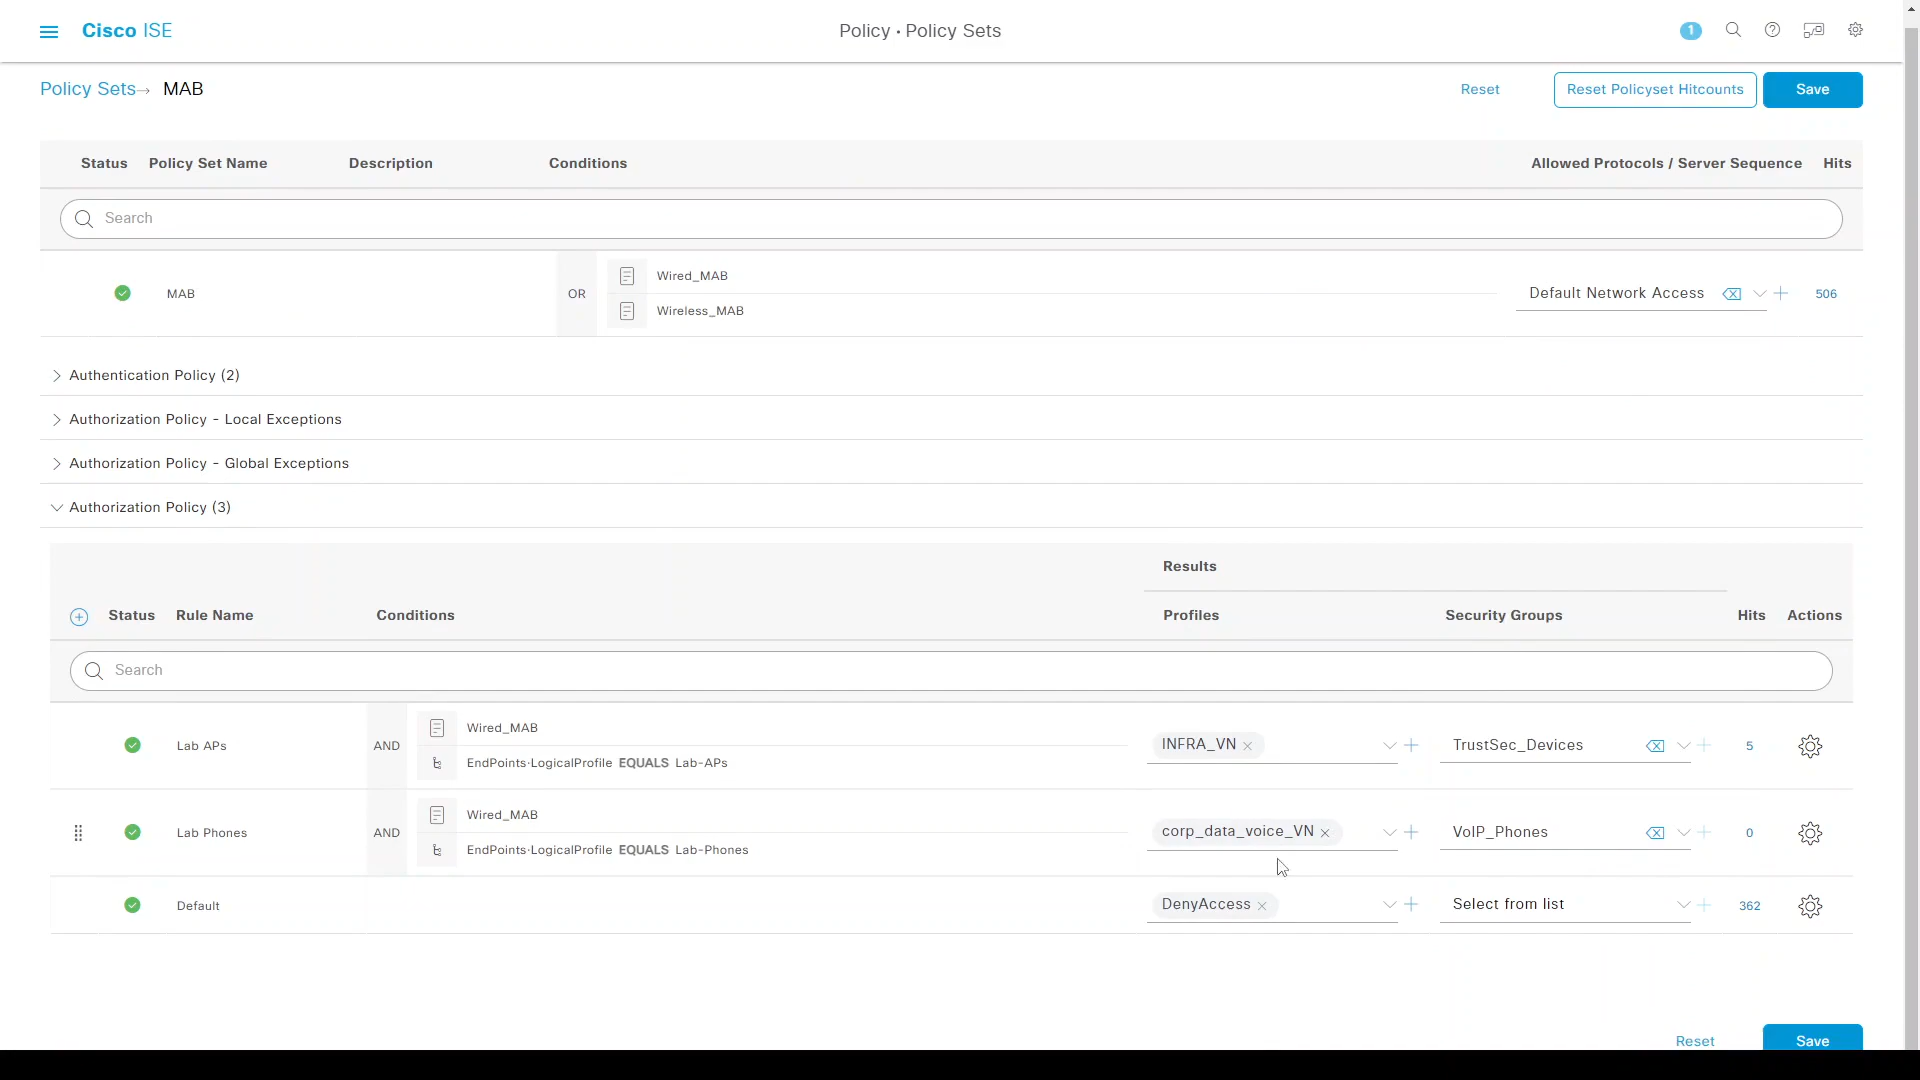 Cisco ISE
Policy • Policy Sets
1
Policy Sets→ MAB
Reset
Reset Policyset Hitcounts
Save
Status Policy Set Name Description Conditions Allowed Protocols / Server Sequence Hits
Search
MAB
OR
Wired_MAB
Wireless_MAB
Default Network Access
506
Authentication Policy (2)
Authorization Policy - Local Exceptions
Authorization Policy - Global Exceptions
Authorization Policy (3)
Results
Status Rule Name Conditions Profiles Security Groups Hits Actions
Search
Lab APs
AND
Wired_MAB
EndPoints·LogicalProfile EQUALS Lab-APs
INFRA_VN
TrustSec_Devices
5
Lab Phones
AND
Wired_MAB
EndPoints·LogicalProfile EQUALS Lab-Phones
corp_data_voice_VN
VoIP_Phones
0
Default
DenyAccess
Select from list
362
Reset
Save